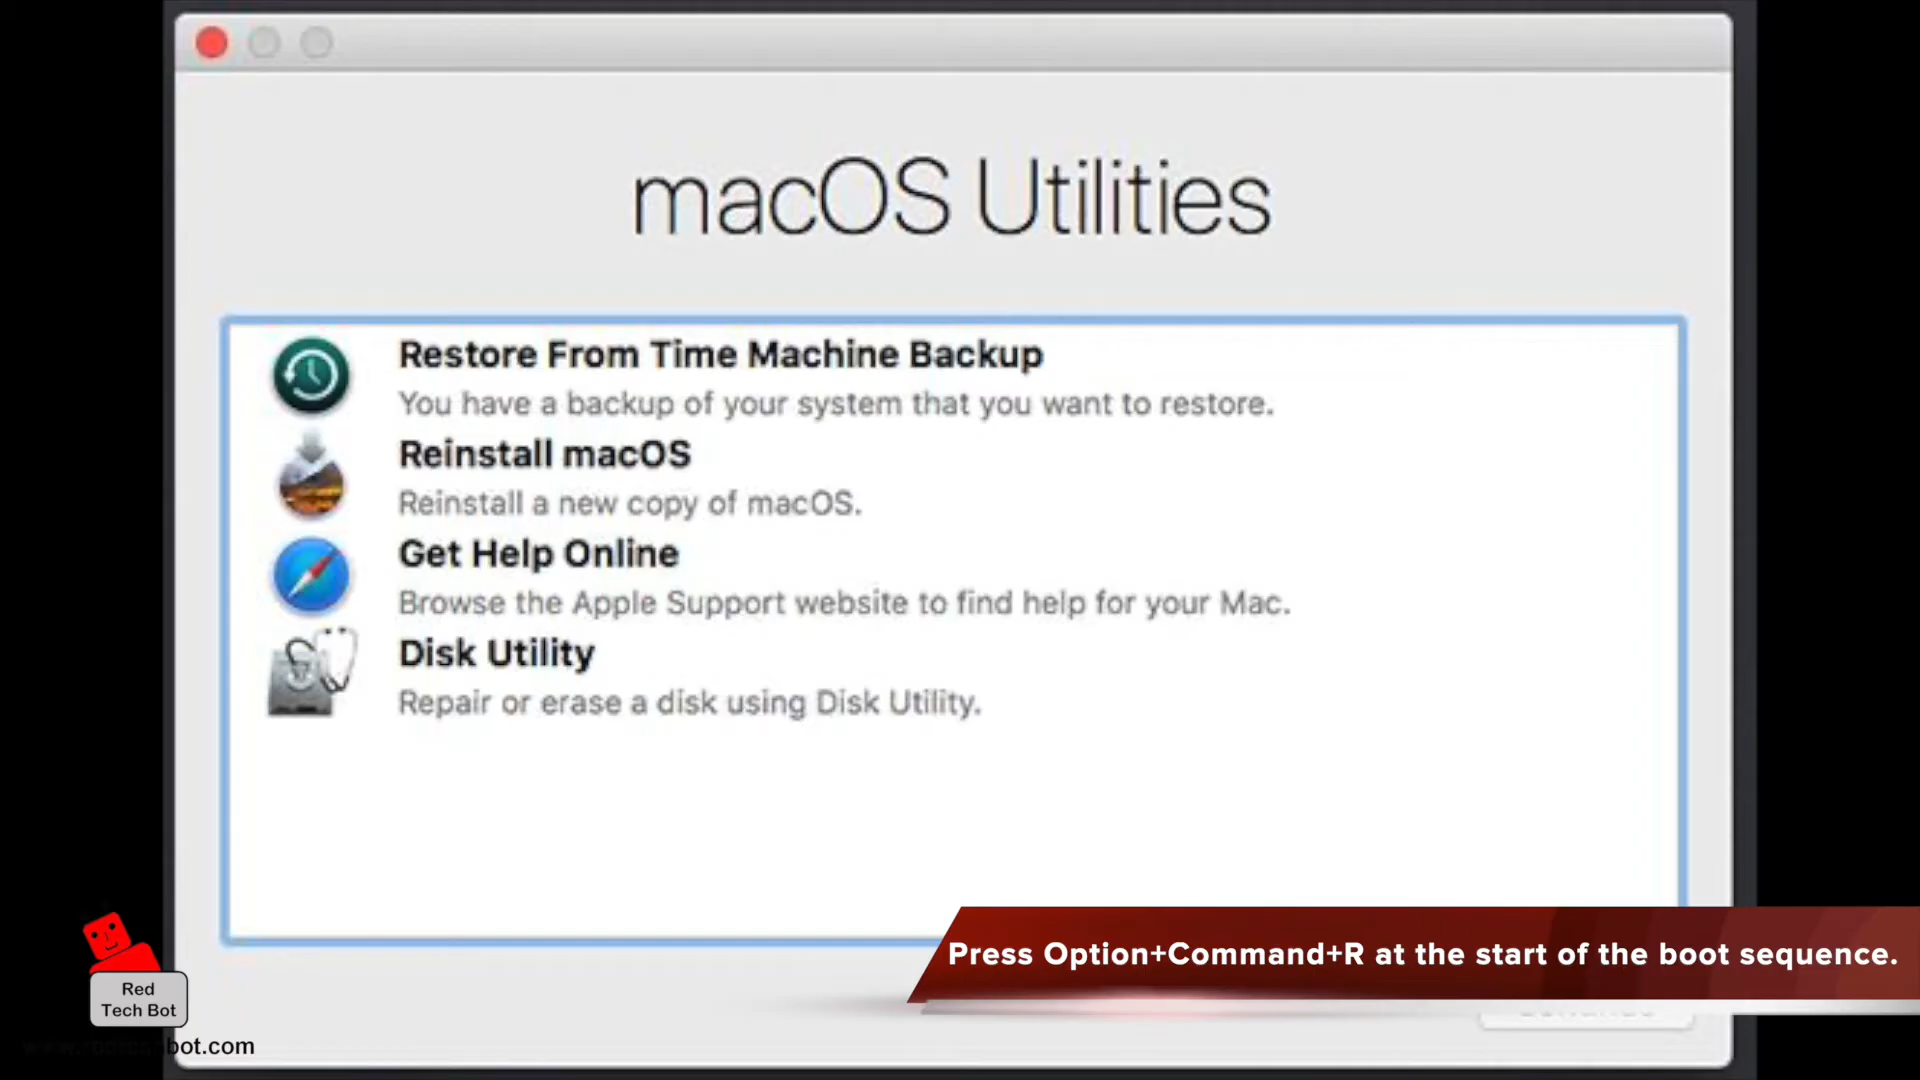 macOS Utilities
Restore From Time Machine Backup
You have a backup of your system that you want to restore.
Reinstall macOS
Reinstall a new copy of macOS.
Get Help Online
Browse the Apple Support website to find help for your Mac.
Disk Utility
Repair or erase a disk using Disk Utility.
Press Option+Command+R at the start of the boot sequence.
Red
Tech Bot